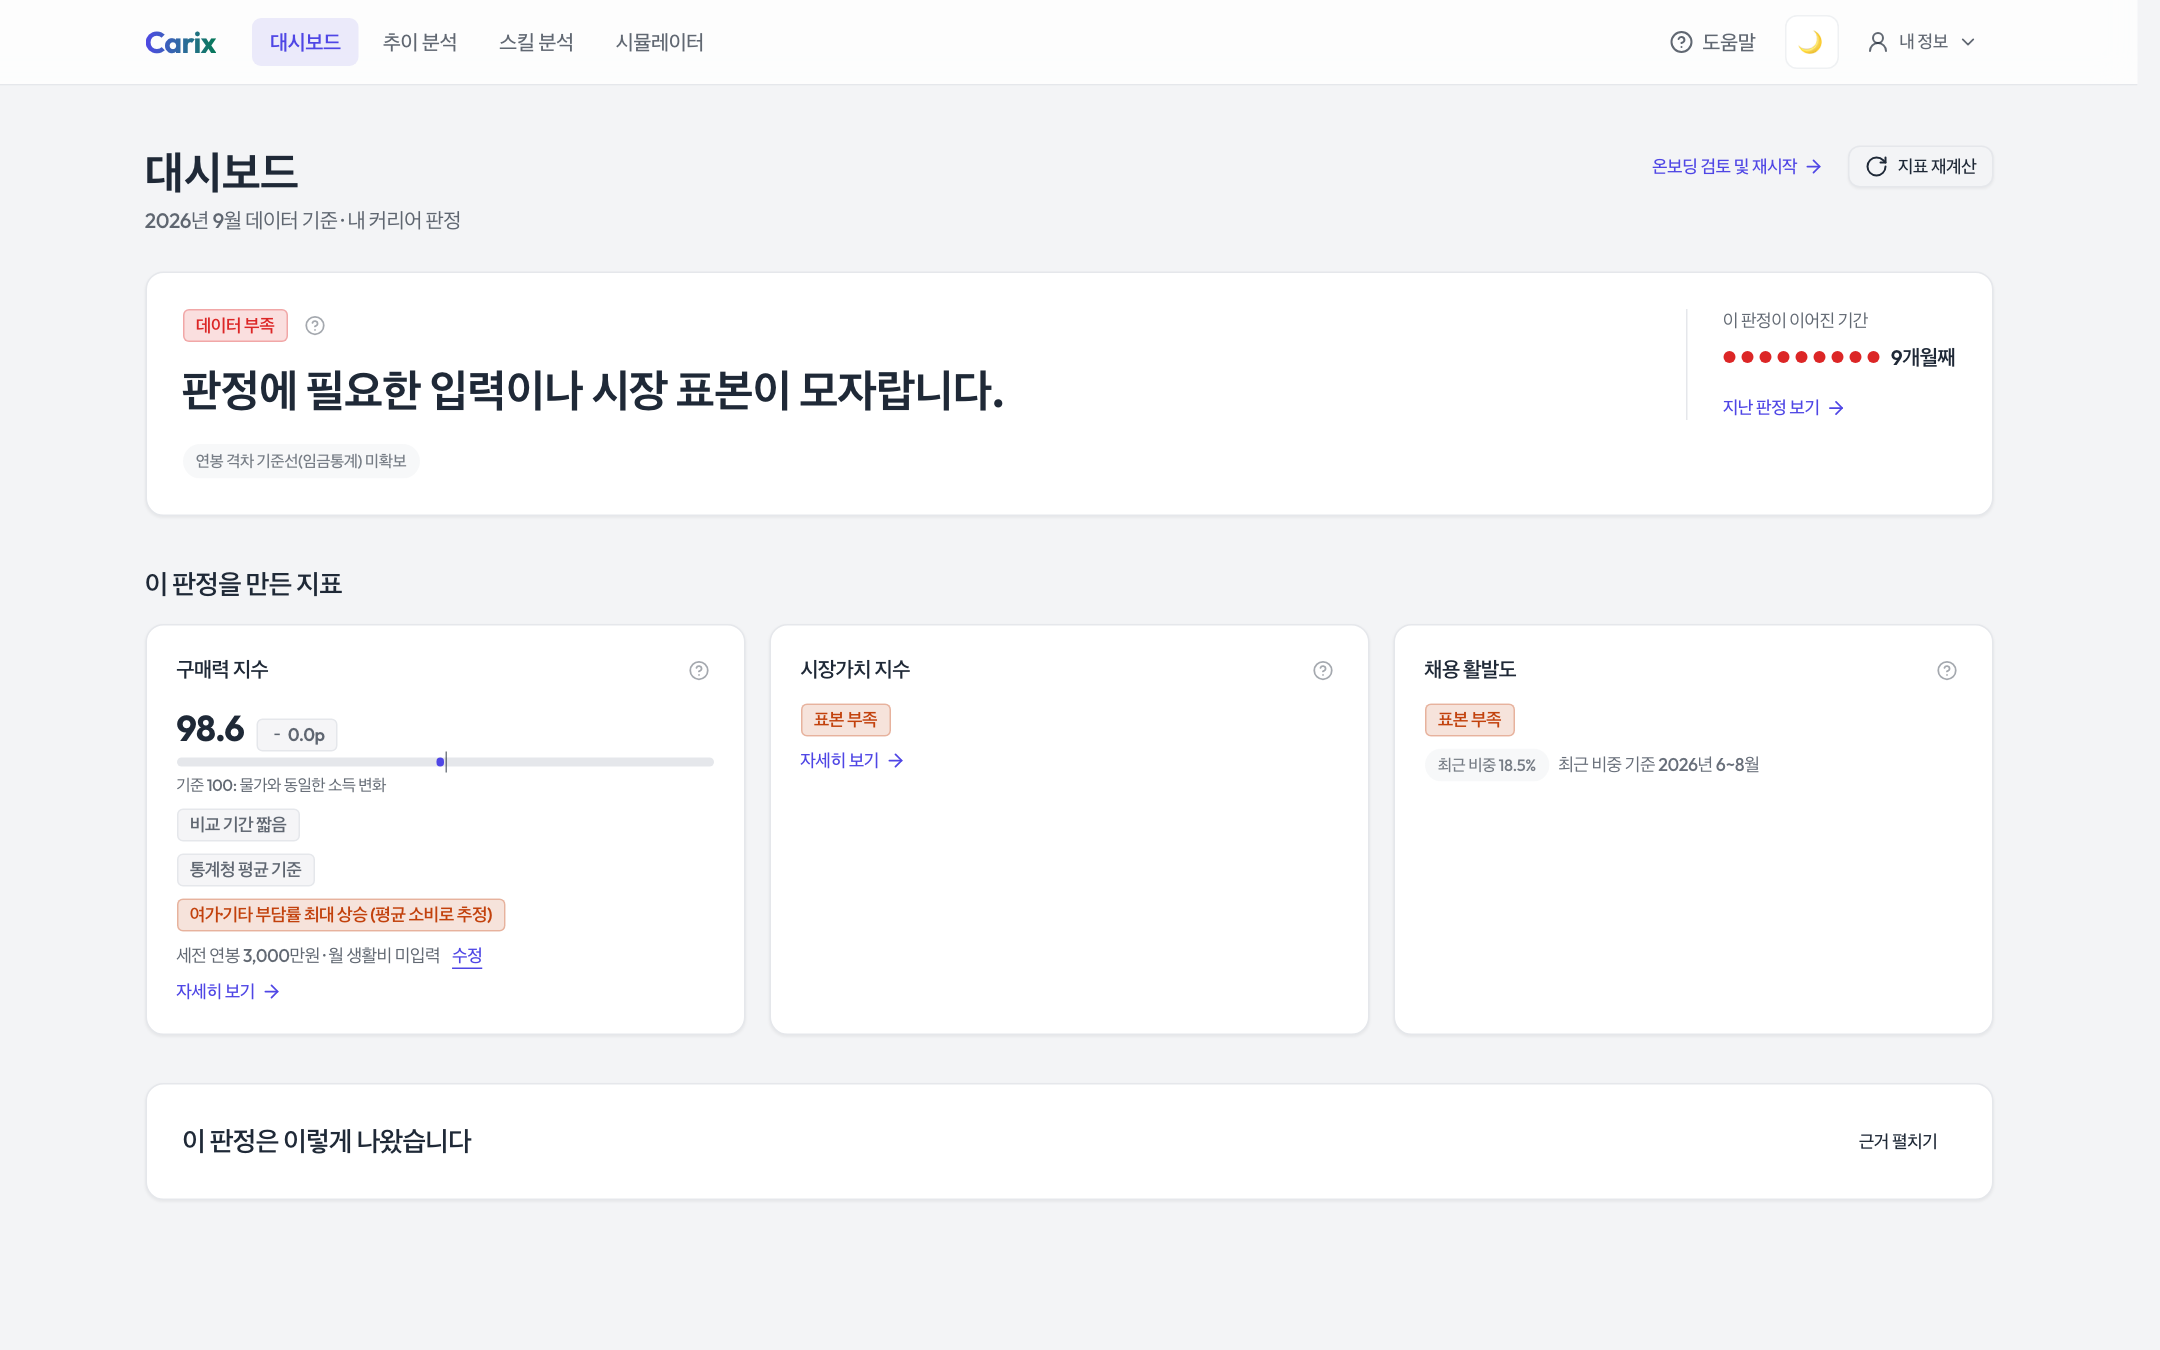 Carix 대시보드 추이 분석 스킬 분석 시뮬레이터 도움말 내 정보
대시보드
온보딩 검토 및 재시작 → 지표 재계산
2026년 9월 데이터 기준 · 내 커리어 판정
데이터 부족
판정에 필요한 입력이나 시장 표본이 모자랍니다.
연봉 격차 기준선(임금통계) 미확보
이 판정이 이어진 기간
9개월째
지난 판정 보기 →
이 판정을 만든 지표
구매력 지수
98.6 - 0.0p
기준 100: 물가와 동일한 소득 변화
비교 기간 짧음
통계청 평균 기준
여가·기타 부담률 최대 상승 (평균 소비로 추정)
세전 연봉 3,000만원 · 월 생활비 미입력 수정
자세히 보기 →
시장가치 지수
표본 부족
자세히 보기 →
채용 활발도
표본 부족
최근 비중 18.5% 최근 비중 기준 2026년 6~8월
이 판정은 이렇게 나왔습니다
근거 펼치기